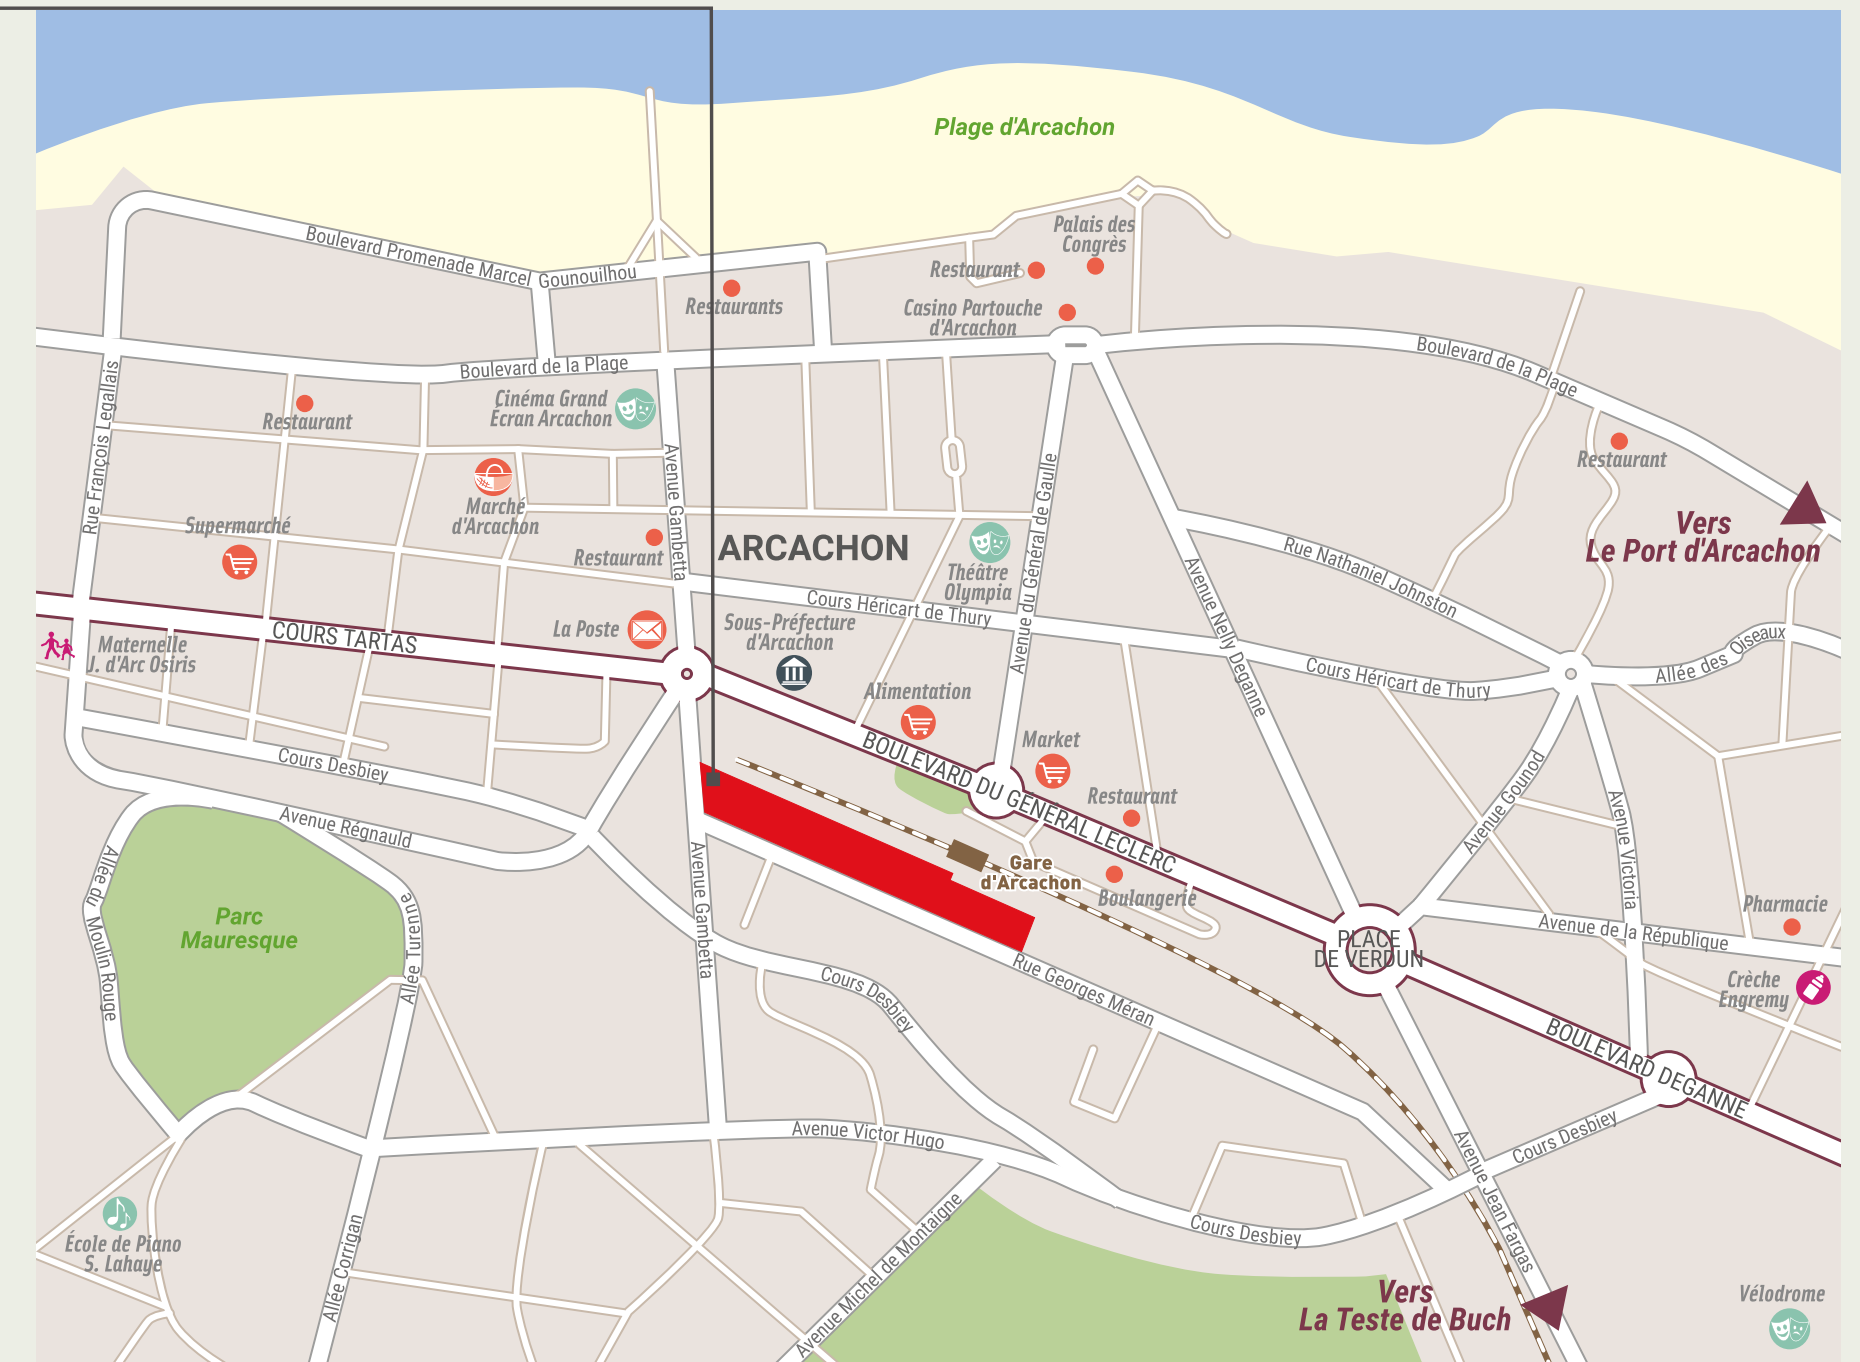 Plage d'Arcachon
Palais des
Congrès
Boulevard Promenade Marcel Gounouilhou
Restaurant
Restaurants
Casino Partouche
d'Arcachon
Boulevard de la Plage
Boulevard de la Plage
Rue François Legallais
Cinéma Grand
Écran Arcachon
Restaurant
Restaurant
Avenue Gambetta
Avenue du Général de Gaulle
Marché
d'Arcachon
Supermarché
Vers
Le Port d'Arcachon
ARCACHON
Restaurant
Rue Nathaniel Johnston
Avenue Nelly Deganne
Théâtre
Olympia
Cours Héricart de Thury
La Poste
Sous-Préfecture
d'Arcachon
COURS TARTAS
Maternelle
J. d'Arc Osiris
Allée des Oiseaux
Cours Héricart de Thury
Alimentation
Market
BOULEVARD DU GÉNÉRAL LECLERC
Cours Desbiey
Restaurant
Avenue Gounod
Avenue Victoria
Avenue Régnauld
Gare
d'Arcachon
Boulangerie
Allée du Moulin Rouge
Allée Turenne
Avenue Gambetta
Parc
Mauresque
Pharmacie
PLACE
DE VERDUN
Avenue de la République
Rue Georges Méran
Cours Desbiey
Crèche
Engremy
BOULEVARD DEGANNE
Avenue Victor Hugo
Cours Desbiey
Avenue Jean Fargas
Avenue Michel de Montaigne
Cours Desbiey
École de Piano
S. Lahaye
Allée Corrigan
Vers
La Teste de Buch
Vélodrome